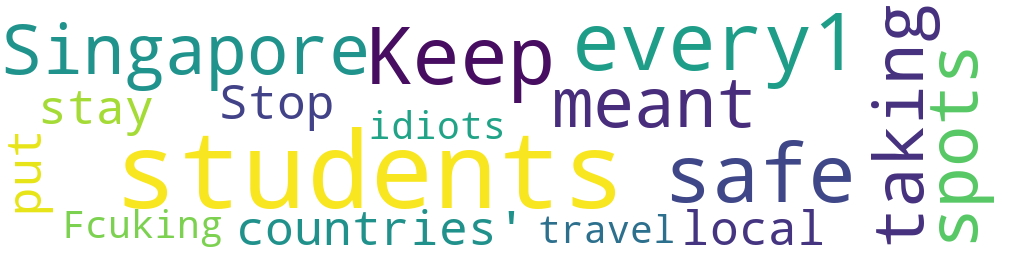 Singapore Keep every1
stay Stop meant
idiots
students safe
put
Fcuking countries' travel local
taking
spots